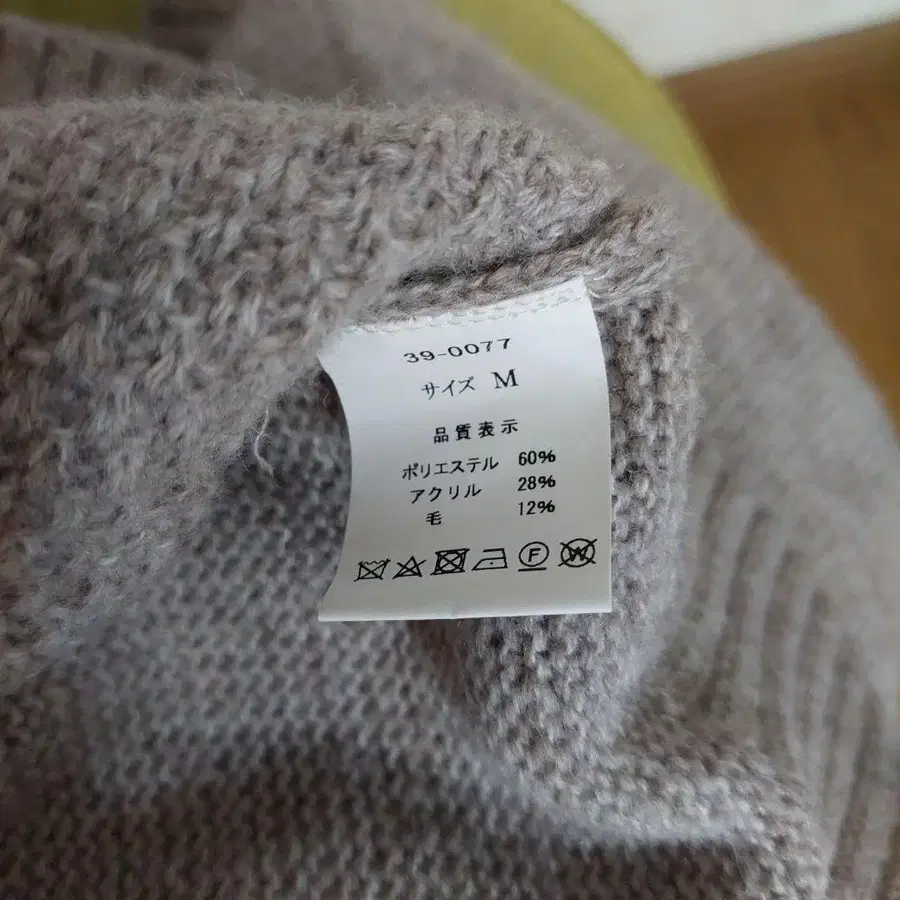 39-0077
サイズ M
品質表示
ポリエステル 60%
アクリル 28%
毛 12%
F W